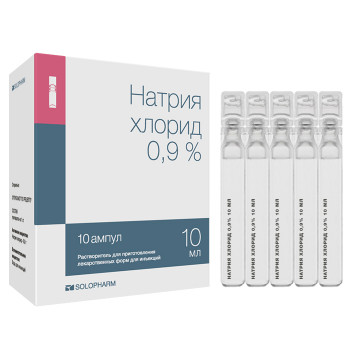 SOLOPHARM
Натрия
хлорид
0,9 %
10 ампул
10
мл
Растворитель для приготовления
лекарственных форм для инъекций
SOLOPHARM
НАТРИЯ ХЛОРИД 0,9% 10 МЛ
НАТРИЯ ХЛОРИД 0,9% 10 МЛ
НАТРИЯ ХЛОРИД 0,9% 10 МЛ
НАТРИЯ ХЛОРИД 0,9% 10 МЛ
НАТРИЯ ХЛОРИД 0,9% 10 МЛ